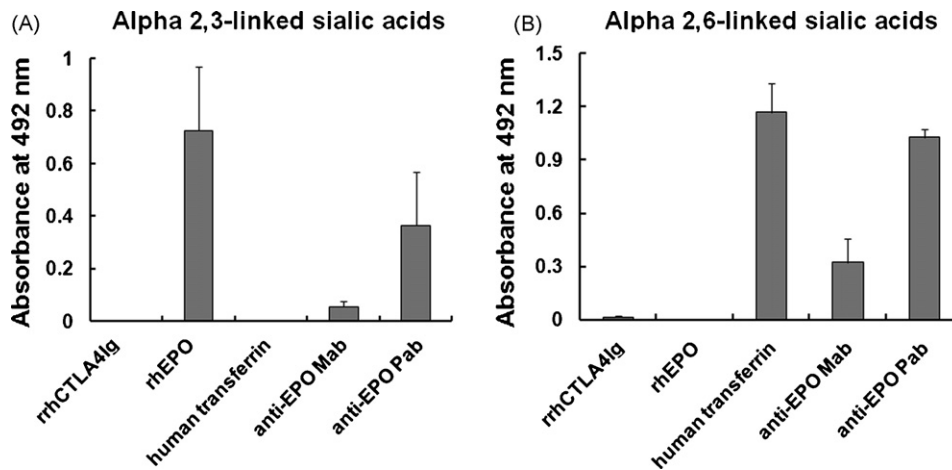 (A) Alpha 2,3-linked sialic acids
Absorbance at 492 nm
1
0.8
0.6
0.4
0.2
0
rrhCTLA4Ig
rhEPO
human transferrin
anti-EPO Mab
anti-EPO Pab
(B) Alpha 2,6-linked sialic acids
Absorbance at 492 nm
1.5
1.2
0.9
0.6
0.3
0
rrhCTLA4Ig
rhEPO
human transferrin
anti-EPO Mab
anti-EPO Pab